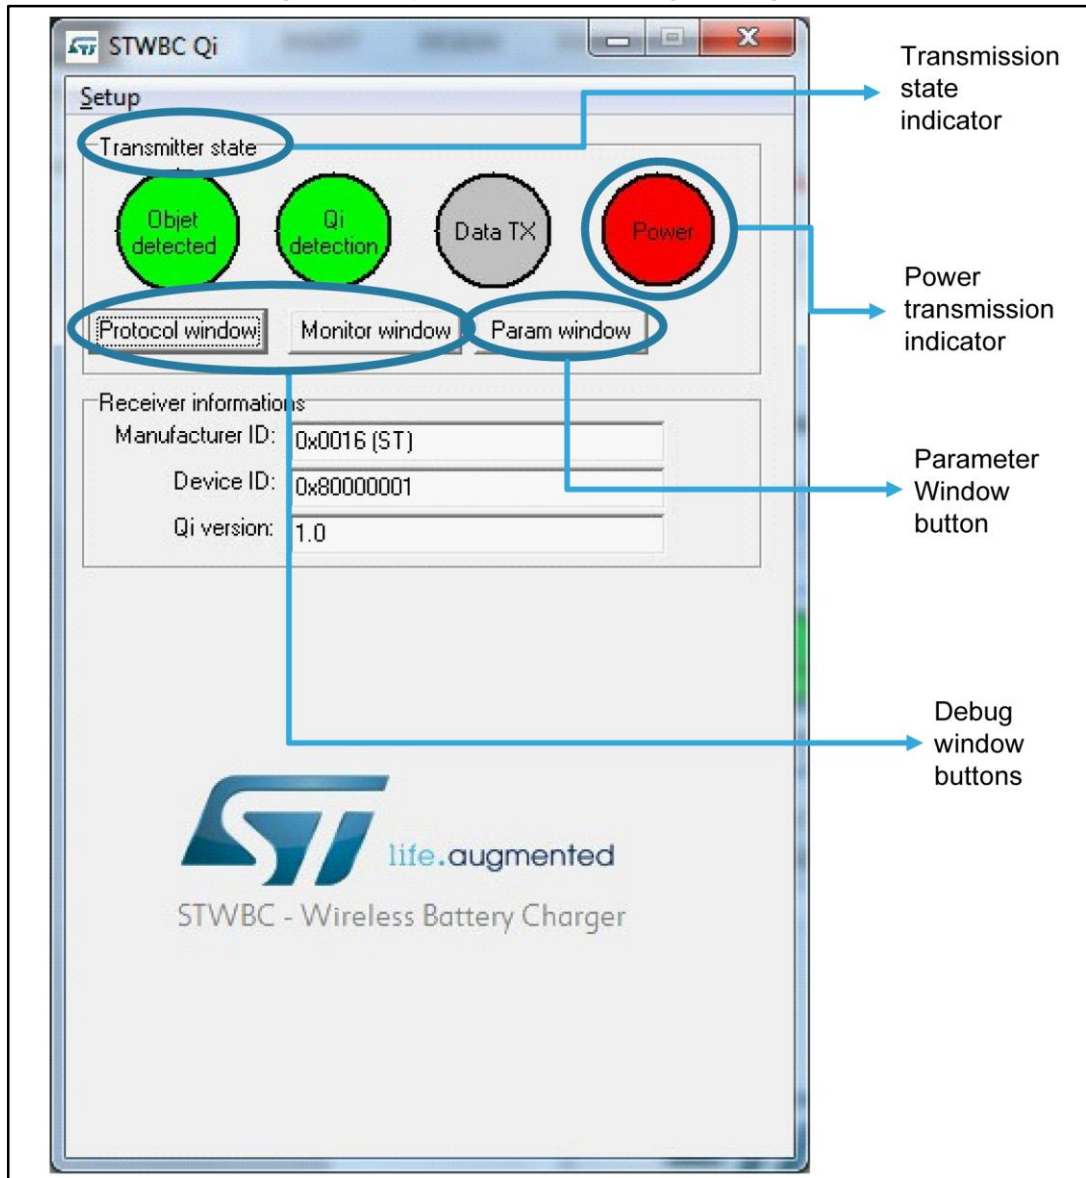 STWBC Qi
Setup
Transmitter state
Objet
detected
Qi
detection
Data TX
Power
Protocol window
Monitor window
Param window
Receiver informations
Manufacturer ID:
0x0016 (ST)
Device ID:
0x80000001
Qi version:
1.0
ST
life.augmented
STWBC - Wireless Battery Charger
Transmission
state
indicator
Power
transmission
indicator
Parameter
Window
button
Debug
window
buttons